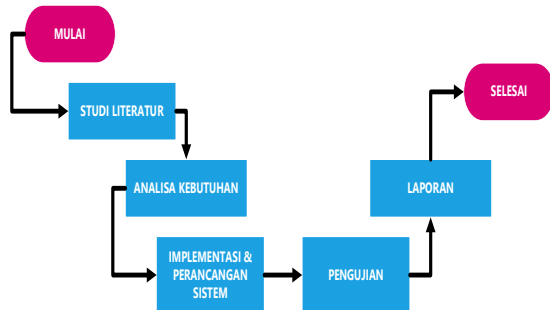 MULAI
STUDI LITERATUR
ANALISA KEBUTUHAN
IMPLEMENTASI &
PERANCANGAN
SISTEM
PENGUJIAN
LAPORAN
SELESAI